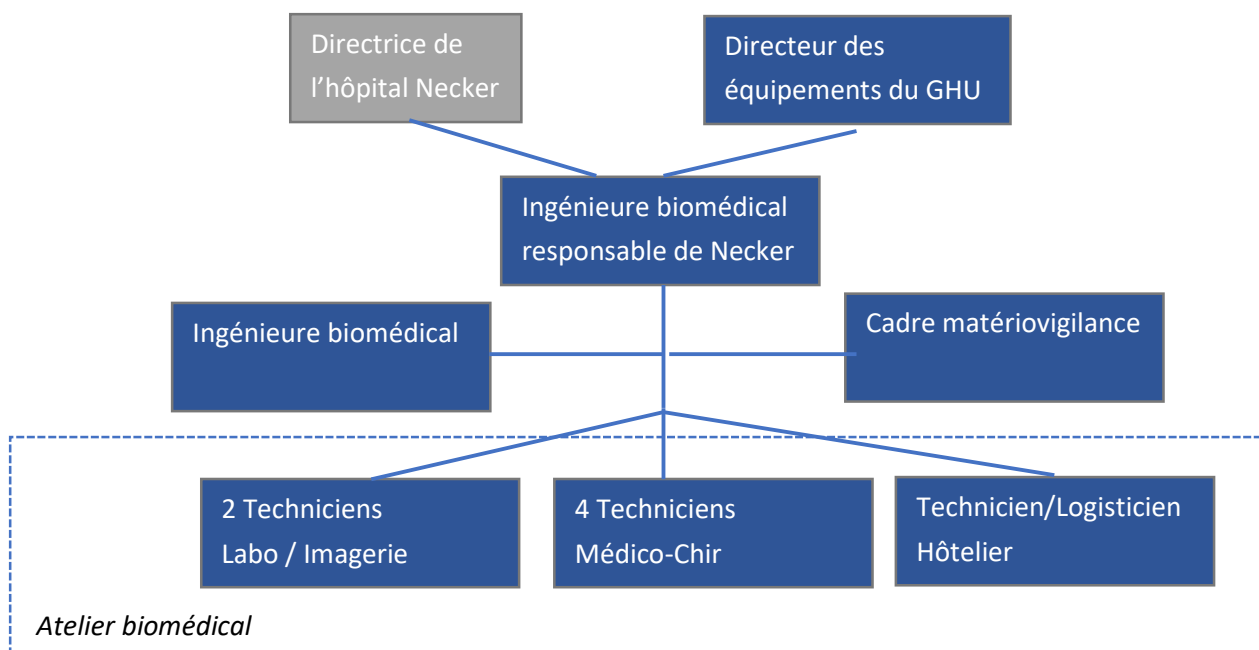 Directrice de
l’hôpital Necker
Directeur des
équipements du GHU
Ingénieure biomédical
responsable de Necker
Ingénieure biomédical
Cadre matériovigilance
2 Techniciens
Labo / Imagerie
4 Techniciens
Médico-Chir
Technicien/Logisticien
Hôtelier
Atelier biomédical